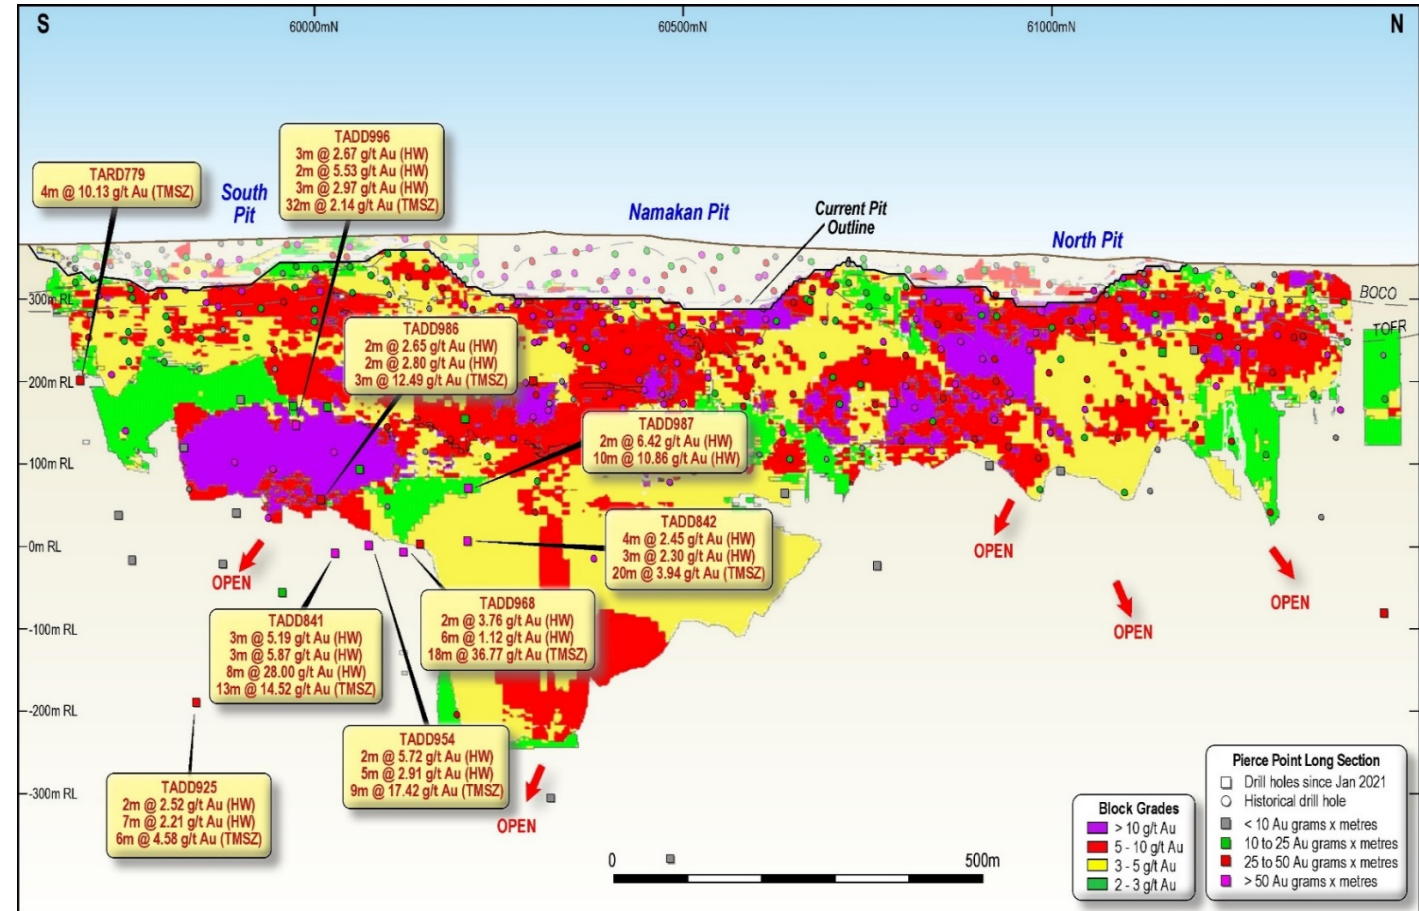 S
60000mN
60500mN
61000mN
N
TADD996
3m @ 2.67 g/t Au (HW)
2m @ 5.53 g/t Au (HW)
3m @ 2.97 g/t Au (HW)
32m @ 2.14 g/t Au (TMSZ)
TARD779
4m @ 10.13 g/t Au (TMSZ)
South
Pit
Namakan Pit
Current Pit
Outline
North Pit
BOCO
TOFR
300m RL
200m RL
100m RL
0m RL
-100m RL
-200m RL
-300m RL
TADD986
2m @ 2.65 g/t Au (HW)
2m @ 2.80 g/t Au (HW)
3m @ 12.49 g/t Au (TMSZ)
TADD987
2m @ 6.42 g/t Au (HW)
10m @ 10.86 g/t Au (HW)
TADD842
4m @ 2.45 g/t Au (HW)
3m @ 2.30 g/t Au (HW)
20m @ 3.94 g/t Au (TMSZ)
OPEN
OPEN
OPEN
OPEN
TADD968
2m @ 3.76 g/t Au (HW)
6m @ 1.12 g/t Au (HW)
18m @ 36.77 g/t Au (TMSZ)
TADD841
3m @ 5.19 g/t Au (HW)
3m @ 5.87 g/t Au (HW)
8m @ 28.00 g/t Au (HW)
13m @ 14.52 g/t Au (TMSZ)
TADD954
2m @ 5.72 g/t Au (HW)
5m @ 2.91 g/t Au (HW)
9m @ 17.42 g/t Au (TMSZ)
TADD925
2m @ 2.52 g/t Au (HW)
7m @ 2.21 g/t Au (HW)
6m @ 4.58 g/t Au (TMSZ)
OPEN
0
500m
Block Grades
> 10 g/t Au
5 - 10 g/t Au
3 - 5 g/t Au
2 - 3 g/t Au
Pierce Point Long Section
Drill holes since Jan 2021
Historical drill hole
< 10 Au grams x metres
10 to 25 Au grams x metres
25 to 50 Au grams x metres
> 50 Au grams x metres